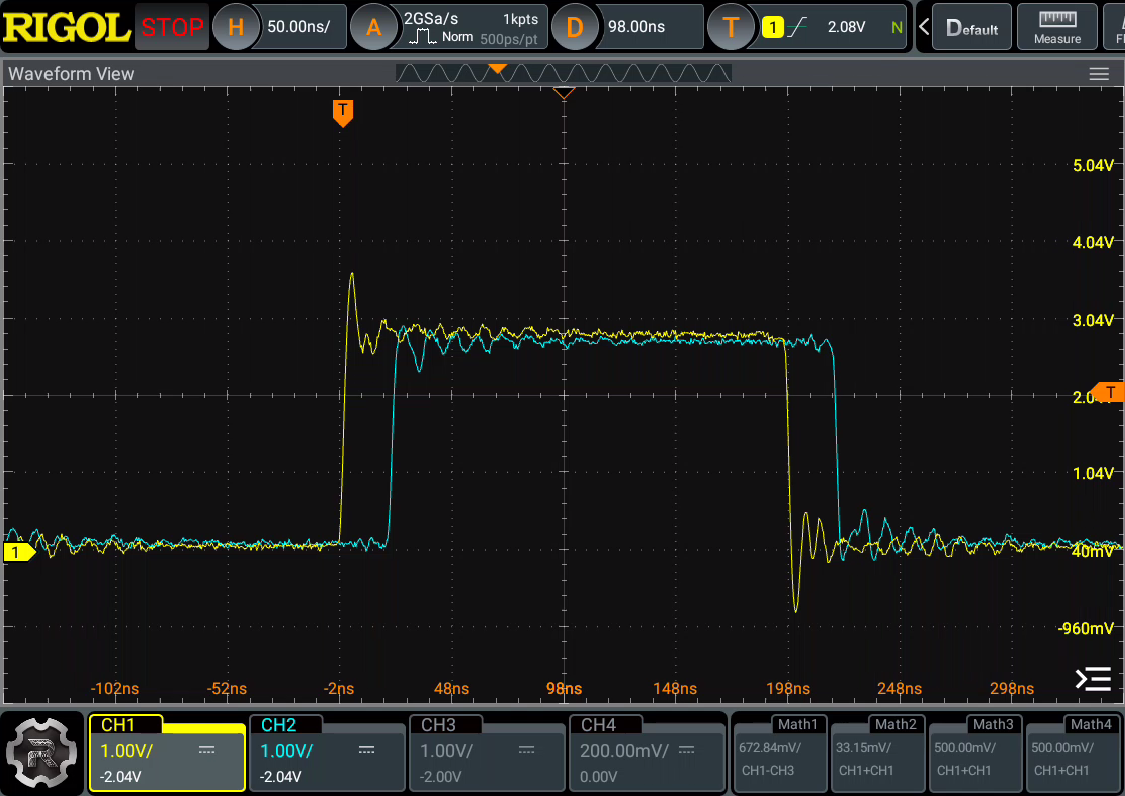 RIGOL STOP H 50.00ns/ A 2GSa/s 1kpts D 98.00ns T 1 2.08V N Default Measure
Norm 500ps/pt
Waveform View
T
5.04V
4.04V
3.04V
T
1.04V
1
40mV
-960mV
-102ns -52ns -2ns 48ns 98ns 148ns 198ns 248ns 298ns
CH1 CH2 CH3 CH4 Math1 Math2 Math3 Math4
1.00V/ 1.00V/ 1.00V/ 200.00mV/ 672.84mV/ 33.15mV/ 500.00mV/ 500.00mV/
-2.04V -2.04V -2.00V 0.00V CH1-CH3 CH1+CH1 CH1+CH1 CH1+CH1
R